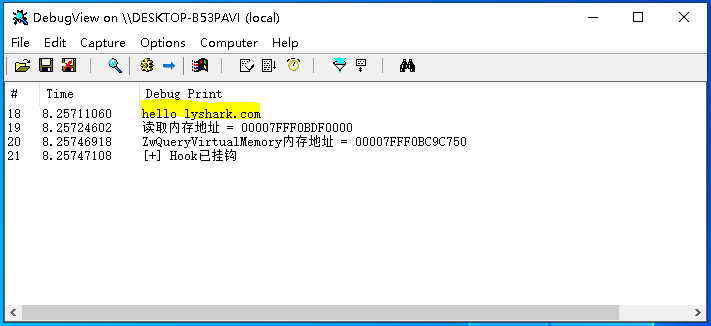 DebugView on \\DESKTOP-B53PAVI (local)
File Edit Capture Options Computer Help
# Time Debug Print
18 8.25711060 hello lyshark.com
19 8.25724602 读取内存地址 = 00007FFF0BDF0000
20 8.25746918 ZwQueryVirtualMemory内存地址 = 00007FFF0BC9C750
21 8.25747108 [+] Hook已挂钩